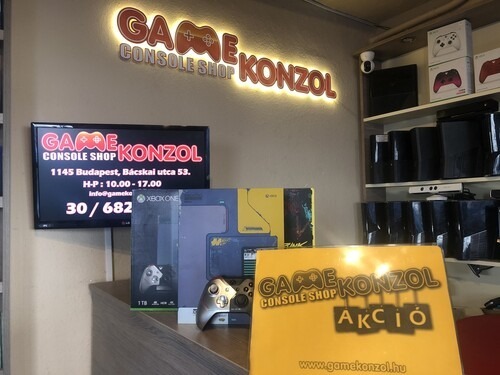 GAME KONZOL
CONSOLE SHOP
GAME KONZOL
CONSOLE SHOP
1145 Budapest, Bácskai utca 53.
H-P : 10.00 - 17.00
30 / 682
XBOX ONE
1TB
GAME KONZOL
CONSOLE SHOP
AKCIÓ
www.gamekonzol.hu